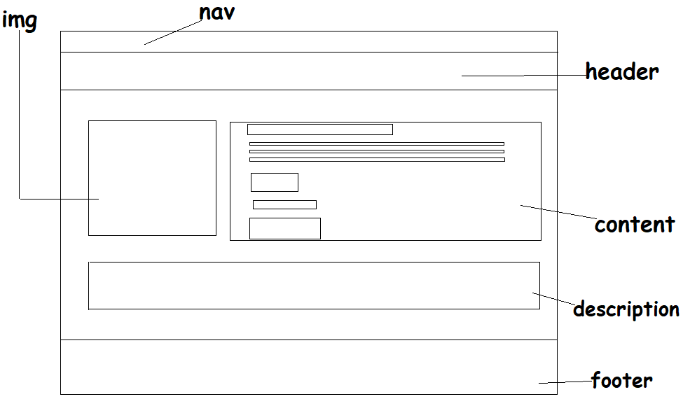 nav
img
header
content
description
footer